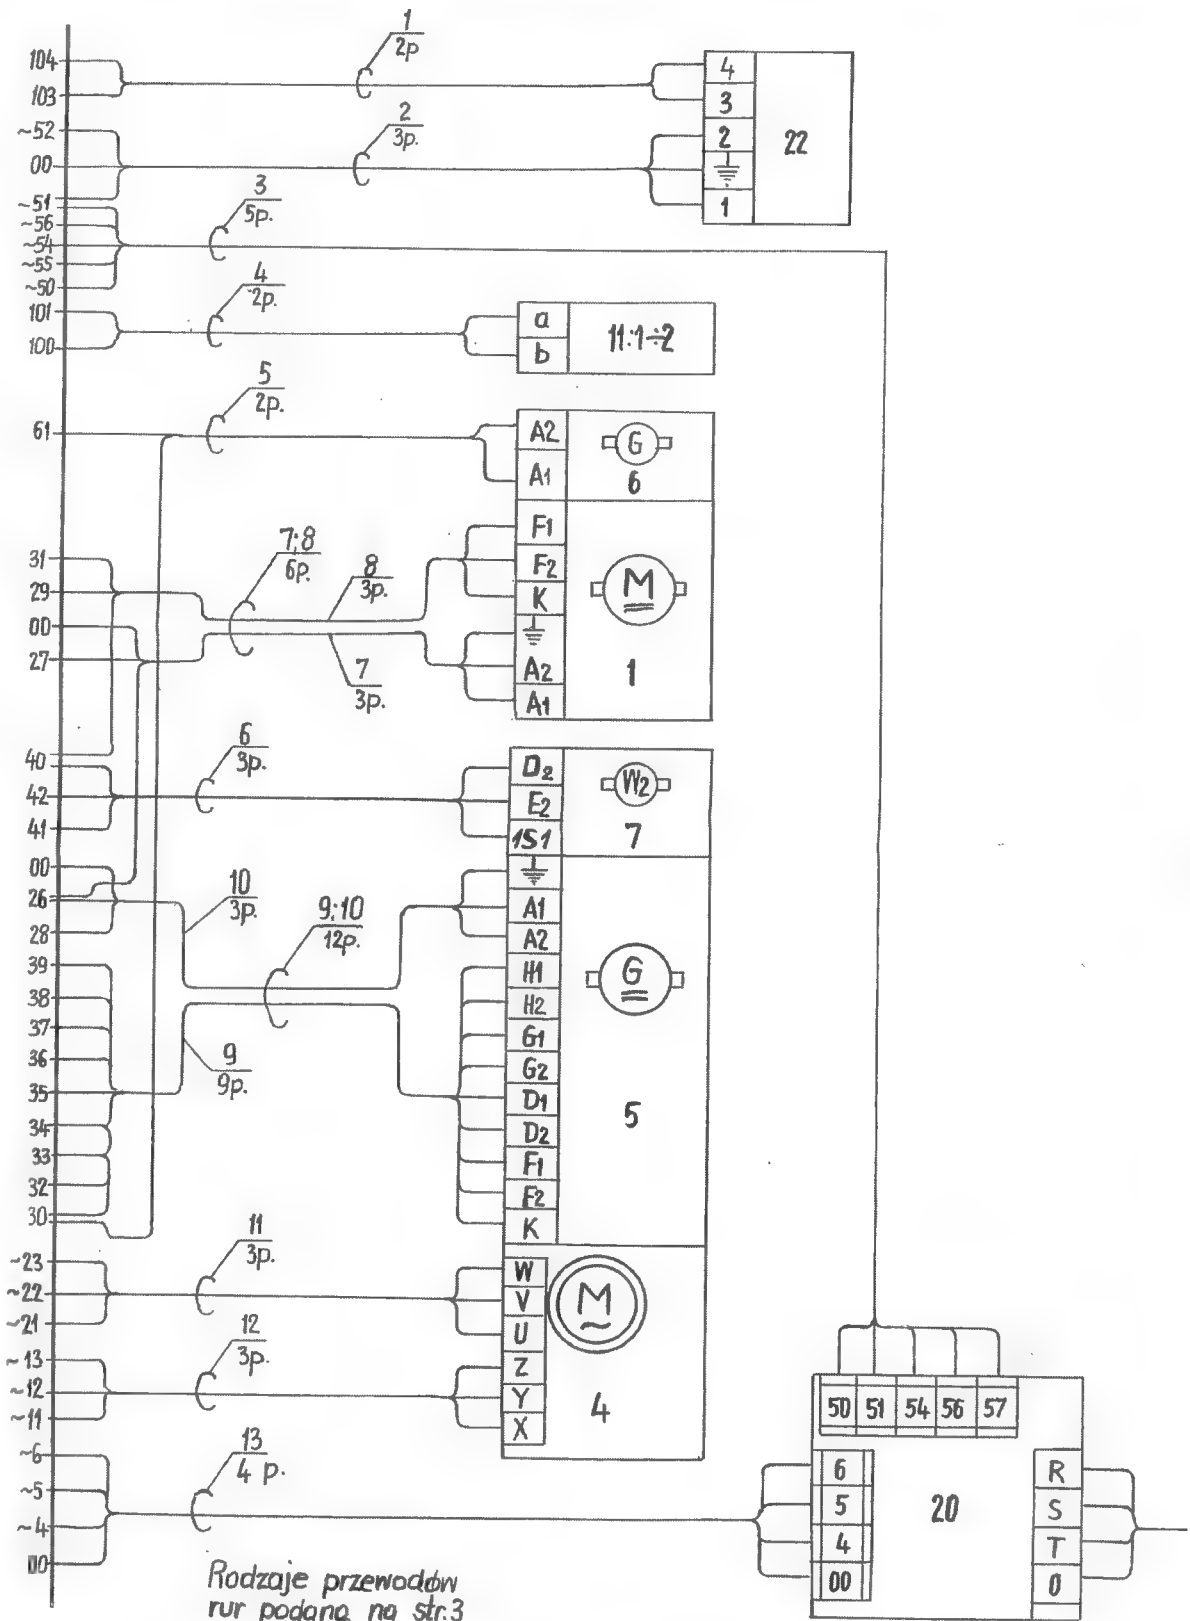 1
2p
104
4
103
3
22
2
3p.
~52
2
00
~51
1
3
5p.
~56
~54
~55
~50
4
2p.
101
a
11:1÷2
100
b
5
2p.
61
A2
G
A1
6
F1
7;8
6p.
31
8
3p.
F2
M
29
K
00
27
7
3p.
A2
1
A1
6
3p.
40
D2
W2
42
E2
41
1S1
7
00
10
3p.
26
A1
9;10
12p.
28
A2
39
H1
G
38
H2
37
G1
36
9
9p.
G2
35
D1
5
34
D2
33
F1
32
F2
30
K
11
3p.
~23
W
M
~
~22
V
~21
U
12
3p.
~13
Z
~12
Y
4
~11
X
50 51 54 56 57
13
4 p.
~6
6
R
~5
5
20
S
~4
4
T
00
00
0
Rodzaje przewodów
rur podano na str.3